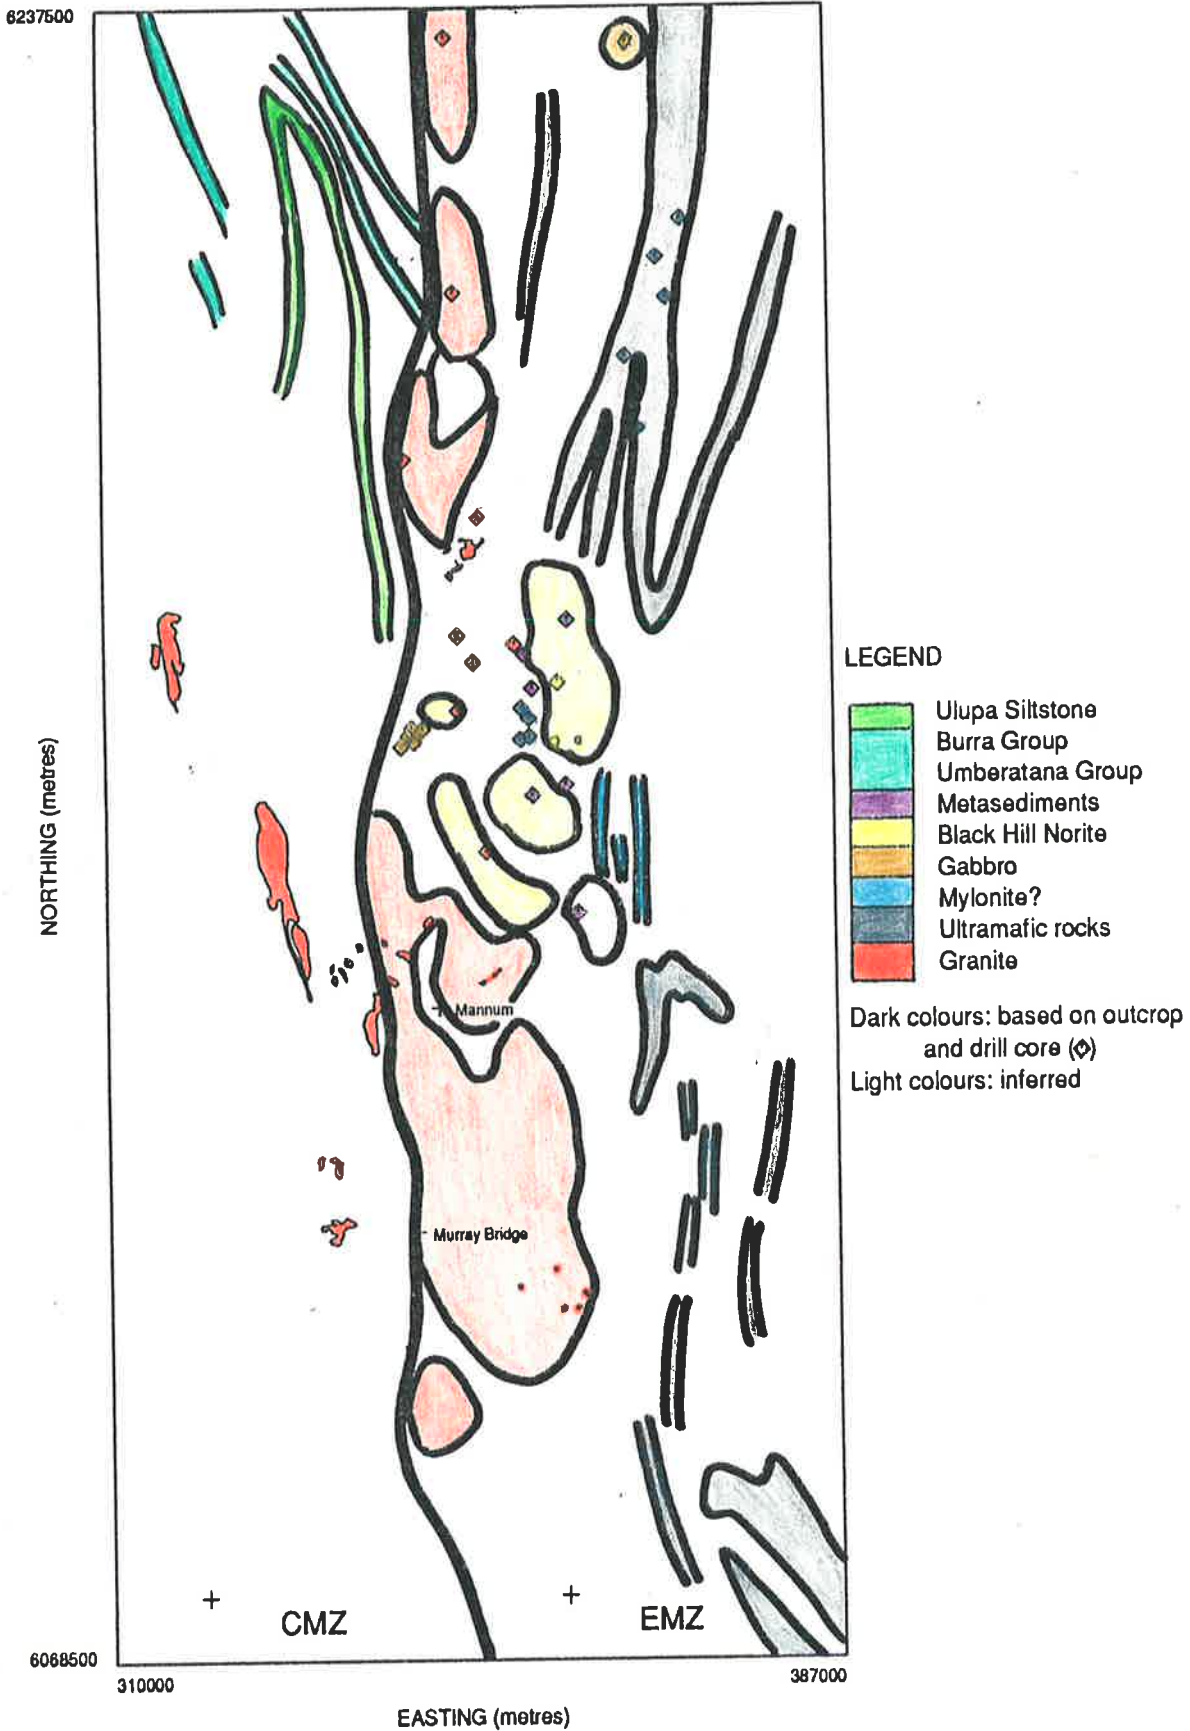 6237500
NORTHING (metres)
LEGEND
Ulupa Siltstone
Burra Group
Umberatana Group
Metasediments
Black Hill Norite
Gabbro
Mylonite?
Ultramafic rocks
Granite
Dark colours: based on outcrop
and drill core ( )
Light colours: inferred
Mannum
Murray Bridge
CMZ
EMZ
6068500
310000
387000
EASTING (metres)